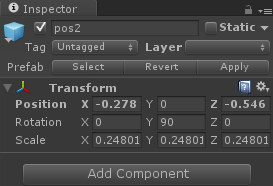 Inspector
pos2 Static
Tag Untagged Layer
Prefab Select Revert Apply
Transform
Position X -0.278 Y 0 Z -0.546
Rotation X 0 Y 90 Z 0
Scale X 0.24801 Y 0.24801 Z 0.24801
Add Component